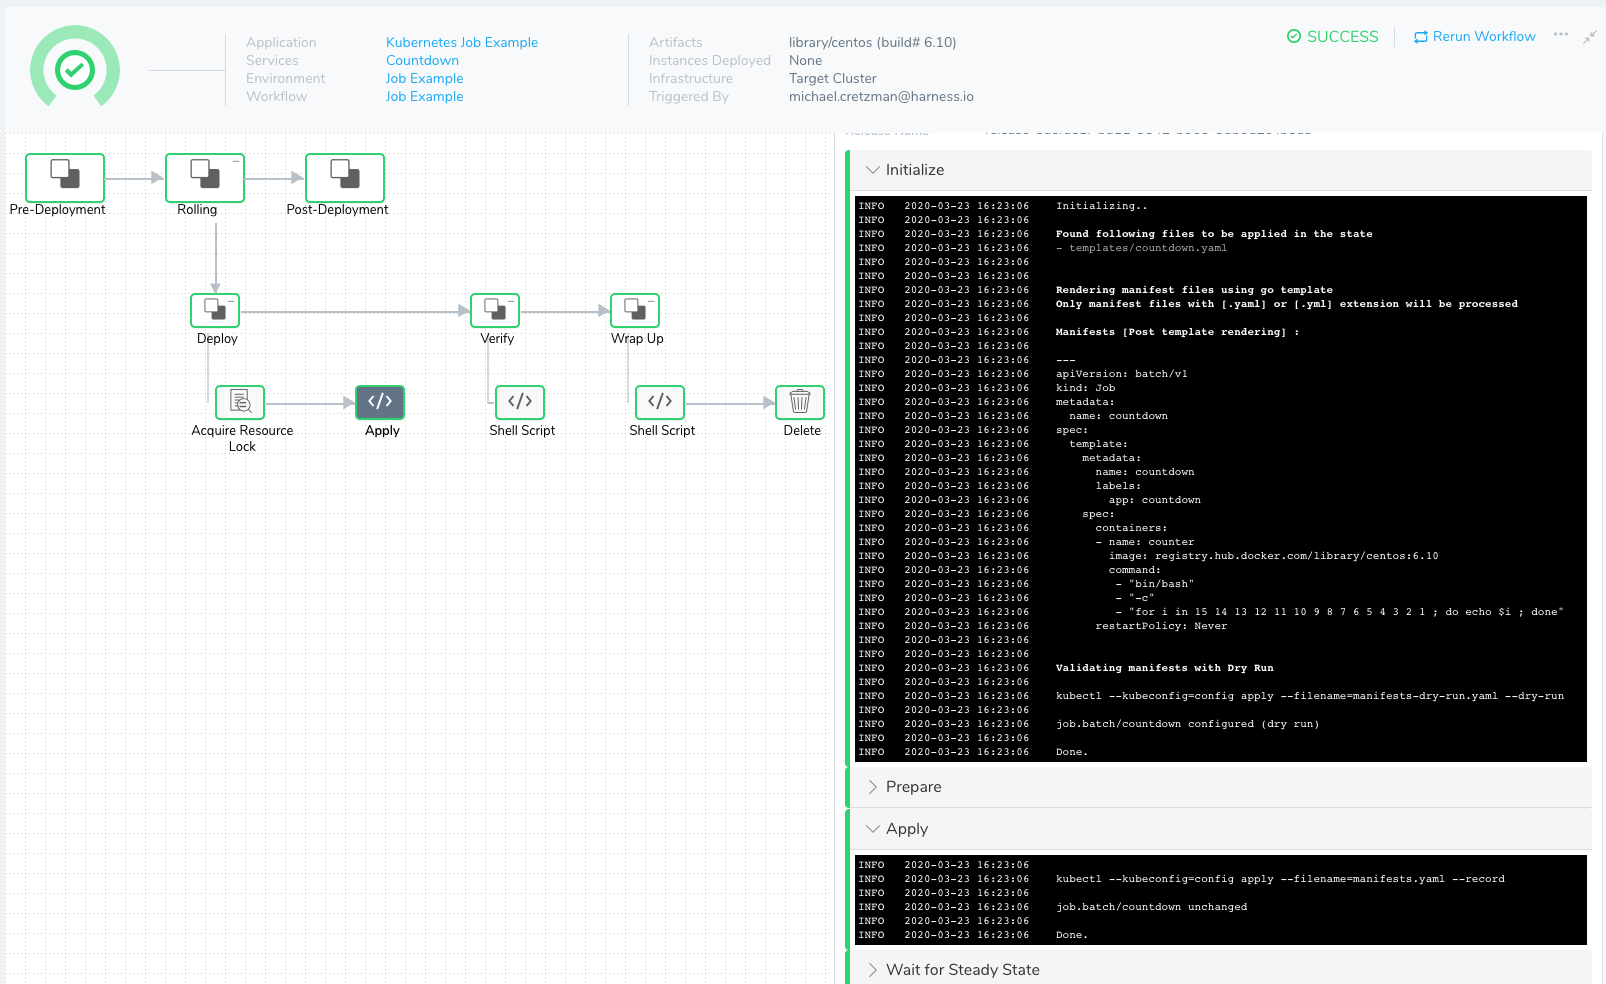 Application Kubernetes Job Example
Services Countdown
Environment Job Example
Workflow Job Example
Artifacts library/centos (build# 6.10)
Instances Deployed None
Infrastructure Target Cluster
Triggered By michael.cretzman@harness.io
SUCCESS
Rerun Workflow
Pre-Deployment
Rolling
Post-Deployment
Deploy
Verify
Wrap Up
Acquire Resource
Lock
</> Apply
</> Shell Script
</> Shell Script
Delete
Release Name
Initialize
INFO 2020-03-23 16:23:06 Initializing..
INFO 2020-03-23 16:23:06
INFO 2020-03-23 16:23:06 Found following files to be applied in the state
INFO 2020-03-23 16:23:06 - templates/countdown.yaml
INFO 2020-03-23 16:23:06
INFO 2020-03-23 16:23:06
INFO 2020-03-23 16:23:06 Rendering manifest files using go template
INFO 2020-03-23 16:23:06 Only manifest files with [.yaml] or [.yml] extension will be processed
INFO 2020-03-23 16:23:06
INFO 2020-03-23 16:23:06 Manifests [Post template rendering] :
INFO 2020-03-23 16:23:06
INFO 2020-03-23 16:23:06 ---
INFO 2020-03-23 16:23:06 apiVersion: batch/v1
INFO 2020-03-23 16:23:06 kind: Job
INFO 2020-03-23 16:23:06 metadata:
INFO 2020-03-23 16:23:06 name: countdown
INFO 2020-03-23 16:23:06 spec:
INFO 2020-03-23 16:23:06 template:
INFO 2020-03-23 16:23:06 metadata:
INFO 2020-03-23 16:23:06 name: countdown
INFO 2020-03-23 16:23:06 labels:
INFO 2020-03-23 16:23:06 app: countdown
INFO 2020-03-23 16:23:06 spec:
INFO 2020-03-23 16:23:06 containers:
INFO 2020-03-23 16:23:06 - name: counter
INFO 2020-03-23 16:23:06 image: registry.hub.docker.com/library/centos:6.10
INFO 2020-03-23 16:23:06 command:
INFO 2020-03-23 16:23:06 - "bin/bash"
INFO 2020-03-23 16:23:06 - "-c"
INFO 2020-03-23 16:23:06 - "for i in 15 14 13 12 11 10 9 8 7 6 5 4 3 2 1 ; do echo $i ; done"
INFO 2020-03-23 16:23:06 restartPolicy: Never
INFO 2020-03-23 16:23:06
INFO 2020-03-23 16:23:06
INFO 2020-03-23 16:23:06 Validating manifests with Dry Run
INFO 2020-03-23 16:23:06
INFO 2020-03-23 16:23:06 kubectl --kubeconfig=config apply --filename=manifests-dry-run.yaml --dry-run
INFO 2020-03-23 16:23:06
INFO 2020-03-23 16:23:06 job.batch/countdown configured (dry run)
INFO 2020-03-23 16:23:06
INFO 2020-03-23 16:23:06 Done.
Prepare
Apply
INFO 2020-03-23 16:23:06
INFO 2020-03-23 16:23:06 kubectl --kubeconfig=config apply --filename=manifests.yaml --record
INFO 2020-03-23 16:23:06
INFO 2020-03-23 16:23:06 job.batch/countdown unchanged
INFO 2020-03-23 16:23:06
INFO 2020-03-23 16:23:06 Done.
Wait for Steady State